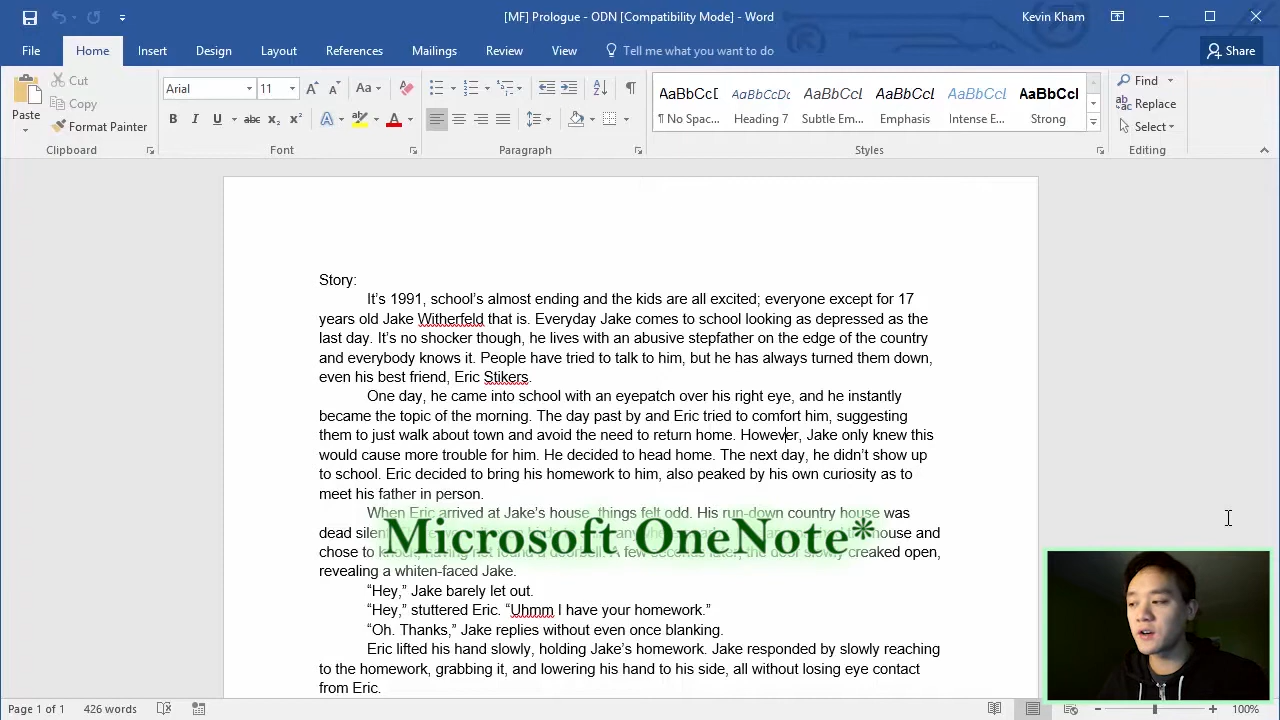 [MF] Prologue - ODN [Compatibility Mode] - Word
Kevin Kham
File Home Insert Design Layout References Mailings Review View Tell me what you want to do Share
Paste
Cut
Copy
Format Painter
Clipboard
Arial 11
Aa
B I U abc x₂ x² A A
Font
Paragraph
AaBbCcD AaBbCcDc AaBbCcDc AaBbCcDc AaBbCcDc AaBbCcI
¶ No Spac... Heading 7 Subtle Em... Emphasis Intense E... Strong
Styles
Find
Replace
Select
Editing
Story:
It’s 1991, school’s almost ending and the kids are all excited; everyone except for 17
years old Jake Witherfeld that is. Everyday Jake comes to school looking as depressed as the
last day. It’s no shocker though, he lives with an abusive stepfather on the edge of the country
and everybody knows it. People have tried to talk to him, but he has always turned them down,
even his best friend, Eric Stikers.
One day, he came into school with an eyepatch over his right eye, and he instantly
became the topic of the morning. The day past by and Eric tried to comfort him, suggesting
them to just walk about town and avoid the need to return home. However, Jake only knew this
would cause more trouble for him. He decided to head home. The next day, he didn’t show up
to school. Eric decided to bring his homework to him, also peaked by his own curiosity as to
meet his father in person.
When Eric arrived at Jake’s house, things felt odd. His run-down country house was
dead silent
house and
chose to
A few seconds later, the door slowly creaked open,
revealing a whiten-faced Jake.
Microsoft OneNote*
“Hey,” Jake barely let out.
“Hey,” stuttered Eric. “Uhmm I have your homework.”
“Oh. Thanks,” Jake replies without even once blanking.
Eric lifted his hand slowly, holding Jake’s homework. Jake responded by slowly reaching
to the homework, grabbing it, and lowering his hand to his side, all without losing eye contact
from Eric.
Page 1 of 1 426 words 100%